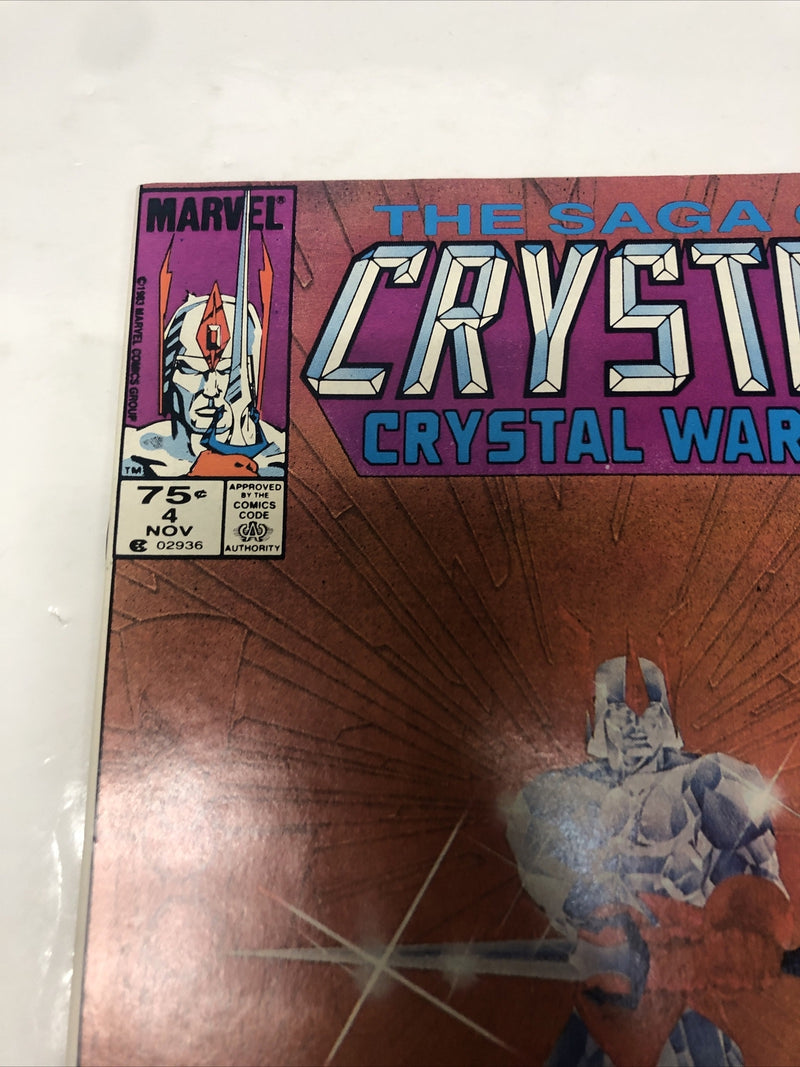 MARVEL®
©1983 MARVEL COMICS GROUP
TM
75¢
4
NOV
02936
APPROVED
BY THE
COMICS
CODE
AUTHORITY
THE SAGA
CRYST
CRYSTAL WAR